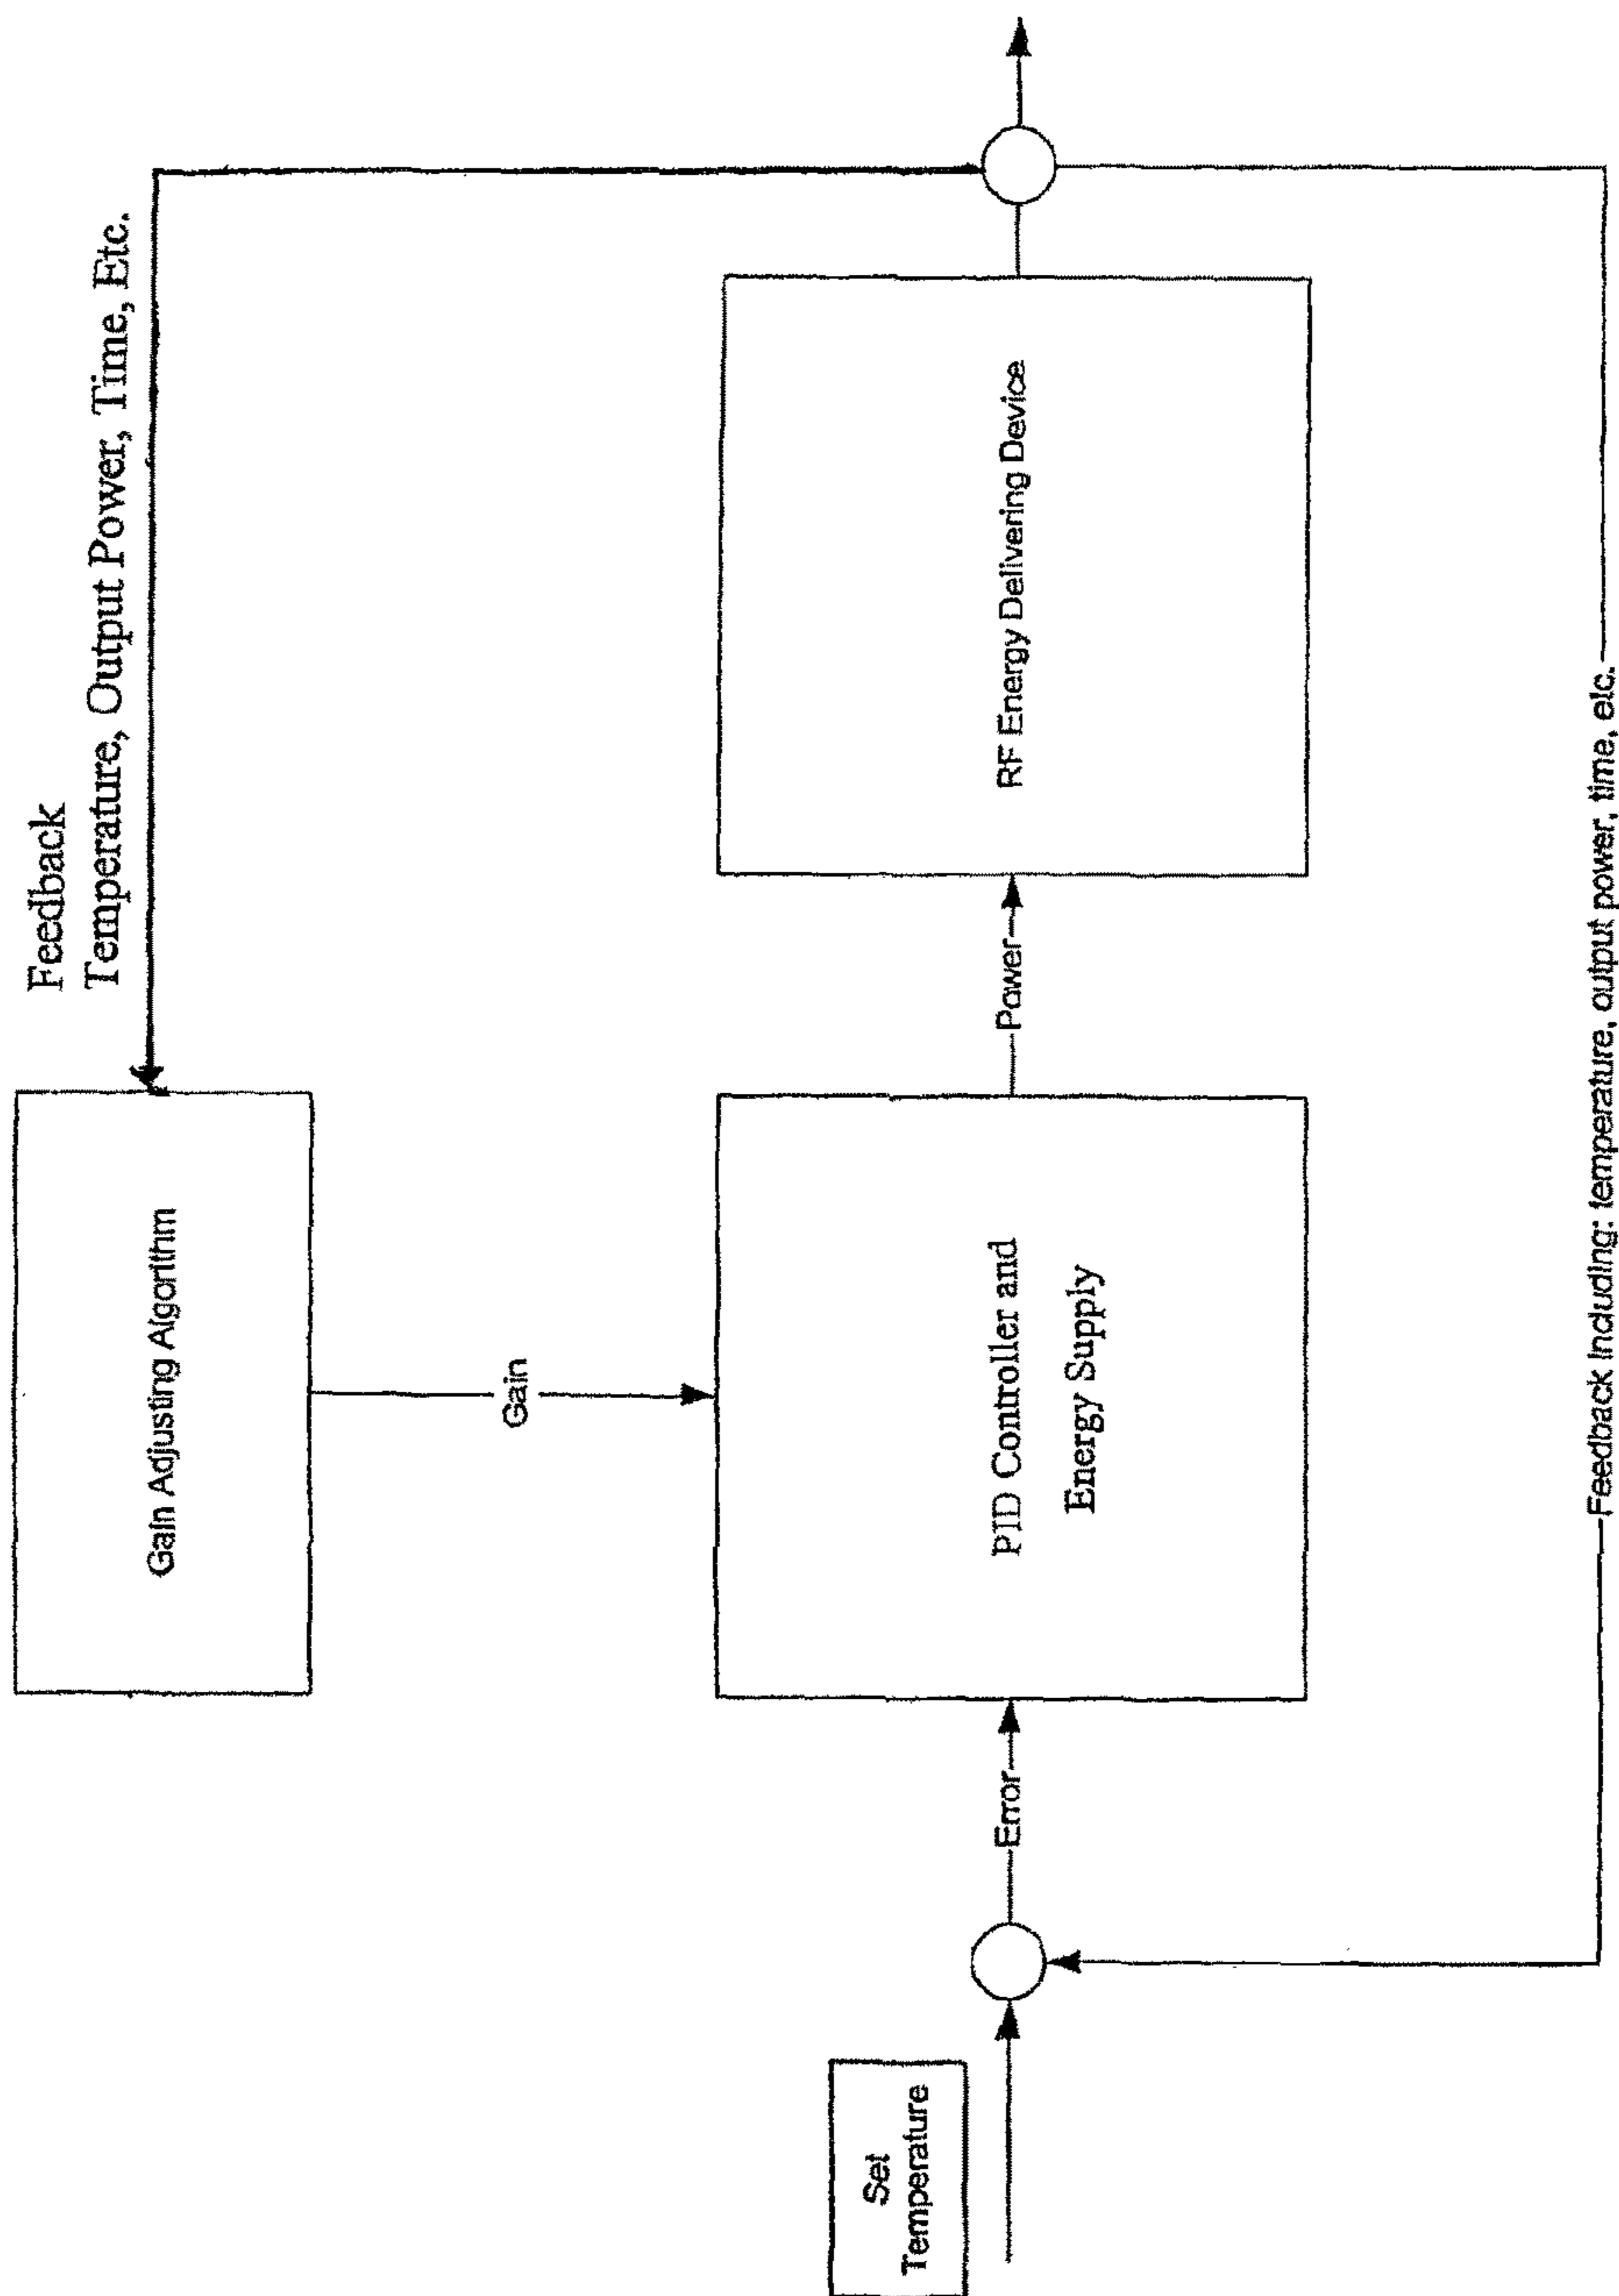 Feedback
Temperature, Output Power, Time, Etc.
Gain Adjusting Algorithm
Gain
Set
Temperature
Error
PID Controller and
Energy Supply
Power
RF Energy Delivering Device
Feedback Including: temperature, output power, time, etc.